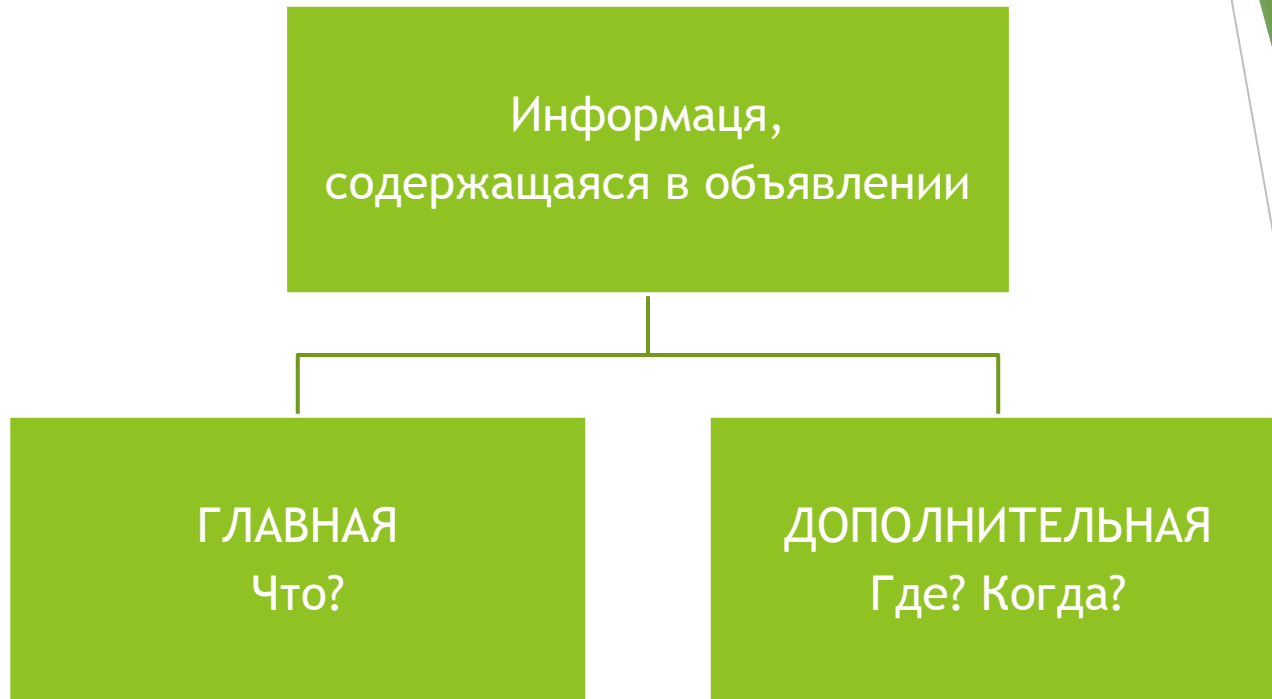 Информаця,
содержащаяся в объявлении
ГЛАВНАЯ
Что?
ДОПОЛНИТЕЛЬНАЯ
Где? Когда?